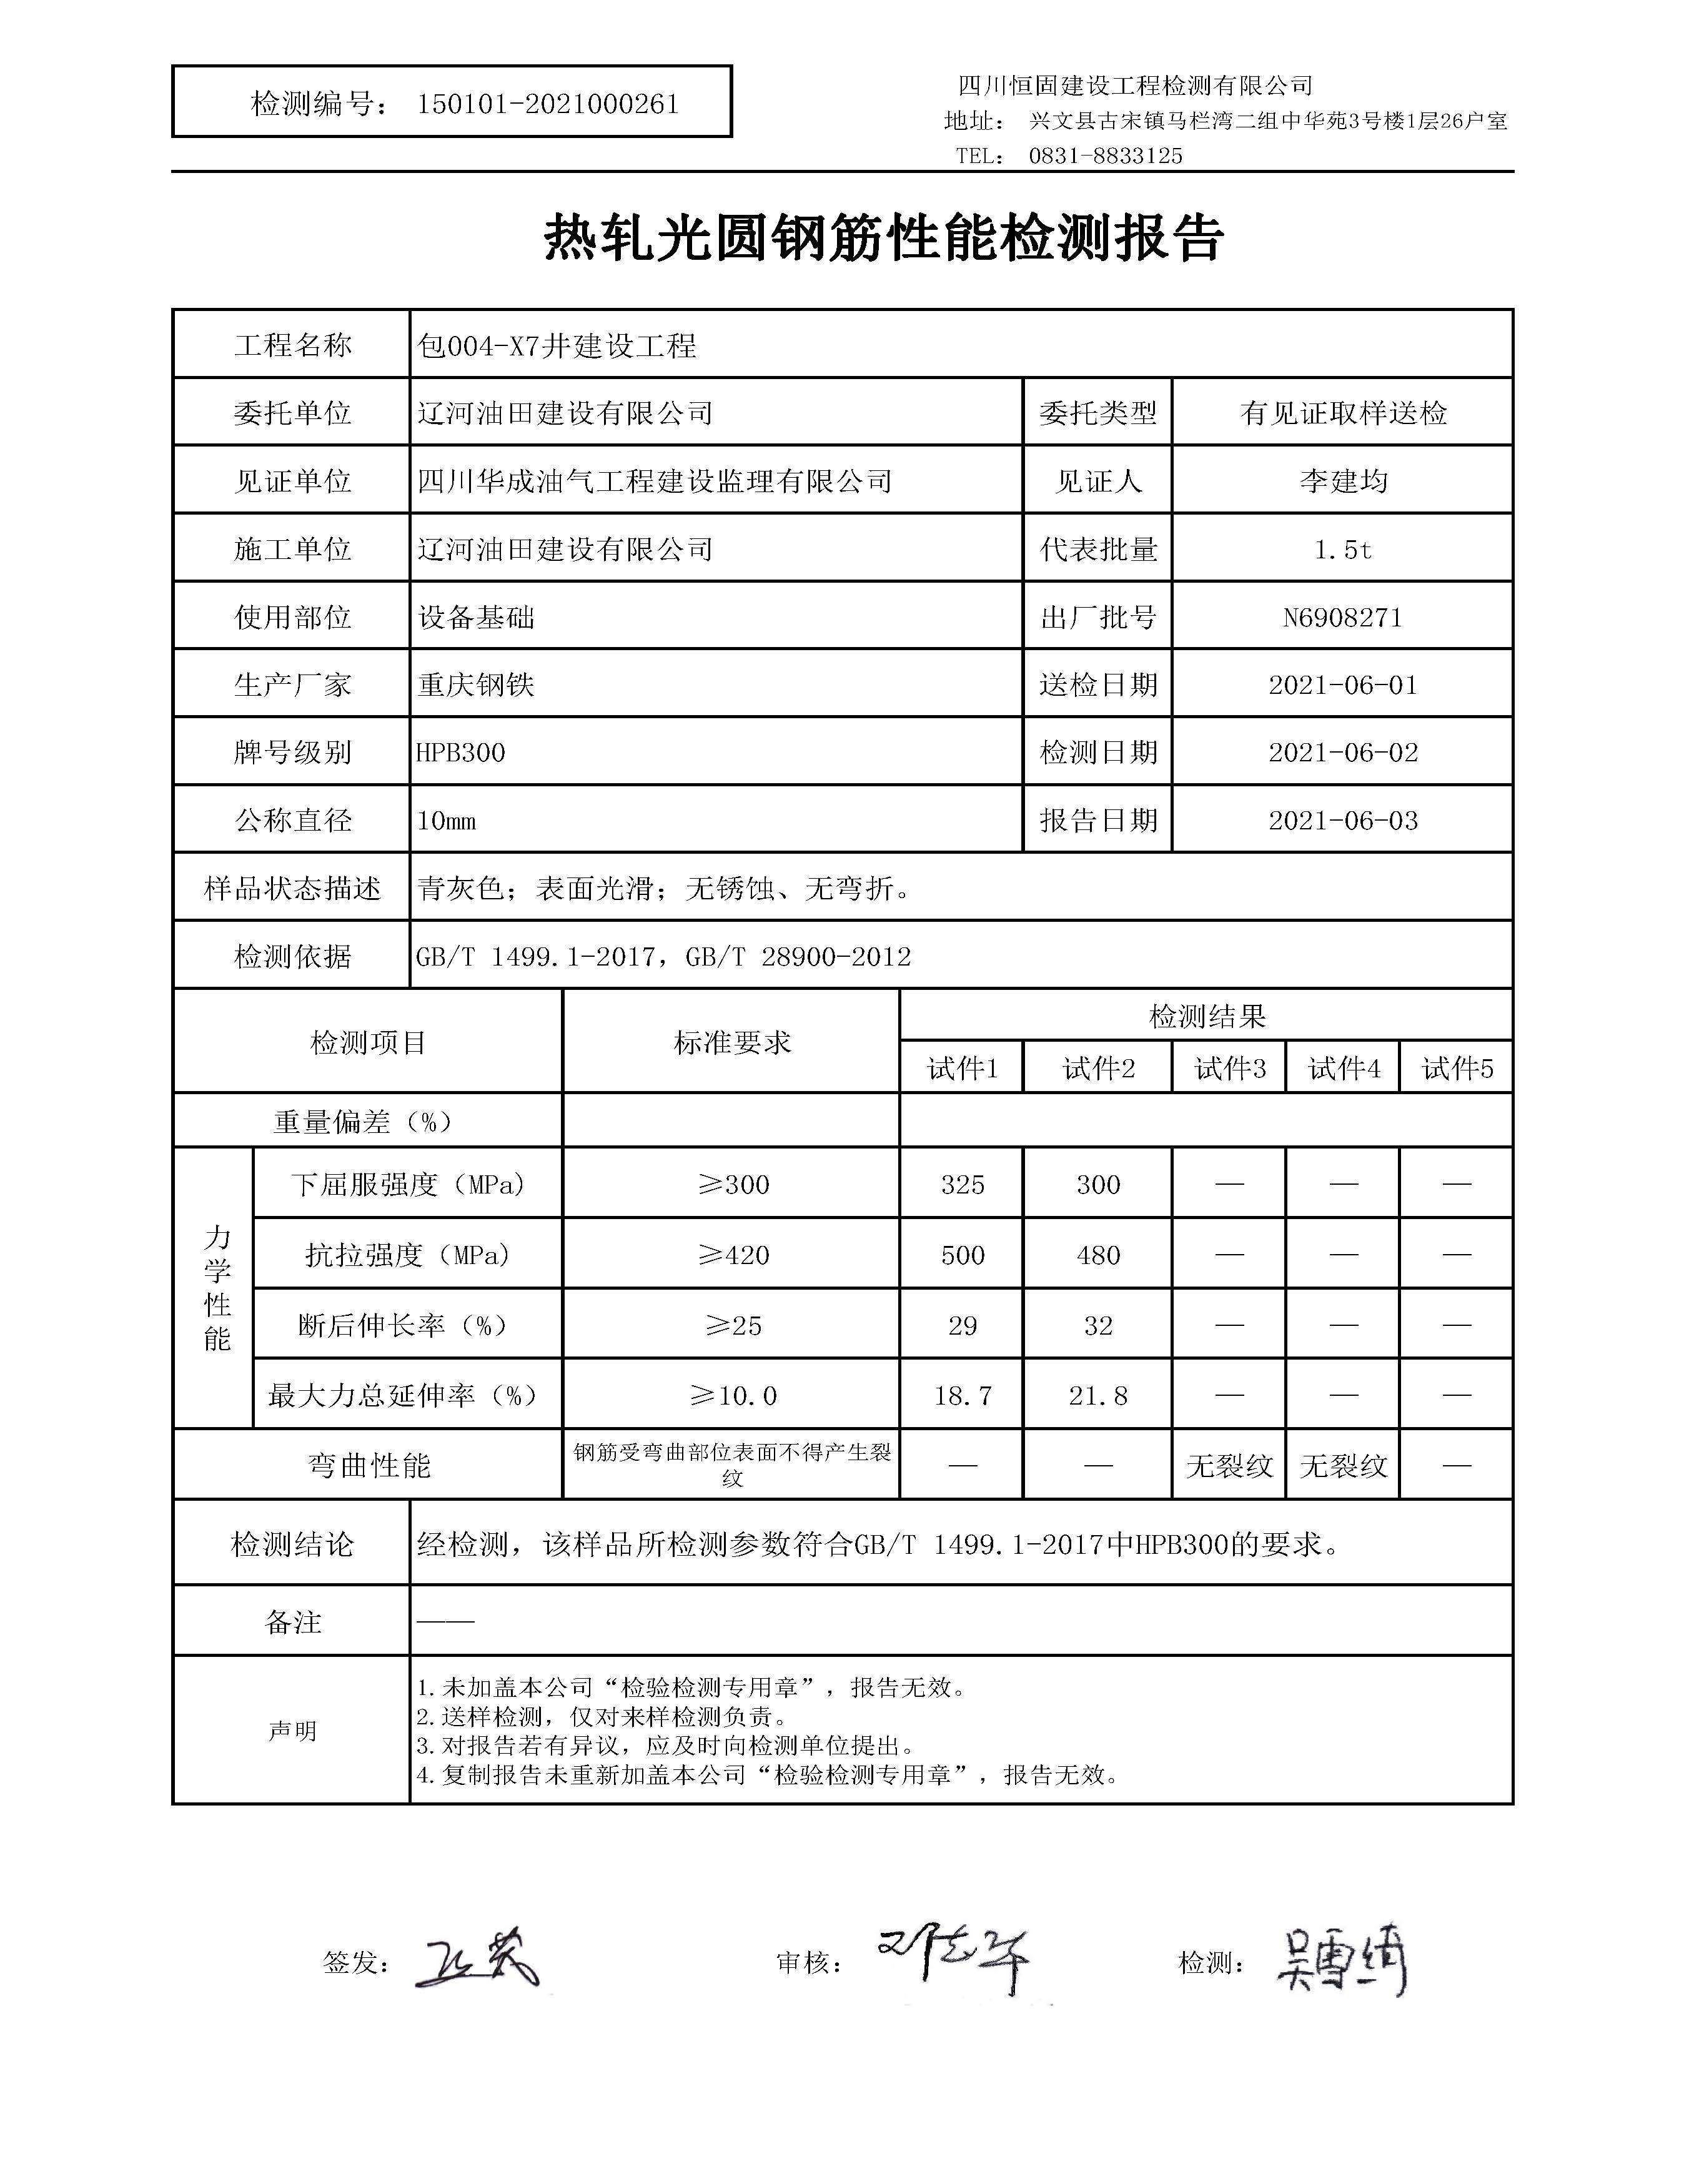 检测编号： 150101-2021000261
四川恒固建设工程检测有限公司
地址： 兴文县古宋镇马栏湾二组中华苑3号楼1层26户室
TEL： 0831-8833125
热轧光圆钢筋性能检测报告
工程名称 包004-X7井建设工程
委托单位 辽河油田建设有限公司 委托类型 有见证取样送检
见证单位 四川华成油气工程建设监理有限公司 见证人 李建均
施工单位 辽河油田建设有限公司 代表批量 1.5t
使用部位 设备基础 出厂批号 N6908271
生产厂家 重庆钢铁 送检日期 2021-06-01
牌号级别 HPB300 检测日期 2021-06-02
公称直径 10mm 报告日期 2021-06-03
样品状态描述 青灰色；表面光滑；无锈蚀、无弯折。
检测依据 GB/T 1499.1-2017，GB/T 28900-2012
检测项目 标准要求 检测结果
试件1 试件2 试件3 试件4 试件5
重量偏差（%）
力学性能
下屈服强度（MPa) ≥300 325 300 — — —
抗拉强度（MPa) ≥420 500 480 — — —
断后伸长率（%） ≥25 29 32 — — —
最大力总延伸率（%） ≥10.0 18.7 21.8 — — —
弯曲性能 钢筋受弯曲部位表面不得产生裂
纹 — — 无裂纹 无裂纹 —
检测结论 经检测，该样品所检测参数符合GB/T 1499.1-2017中HPB300的要求。
备注 ——
声明
1.未加盖本公司“检验检测专用章”，报告无效。
2.送样检测，仅对来样检测负责。
3.对报告若有异议，应及时向检测单位提出。
4.复制报告未重新加盖本公司“检验检测专用章”，报告无效。
签发： 审核： 邓志华 检测： 吴雪绮